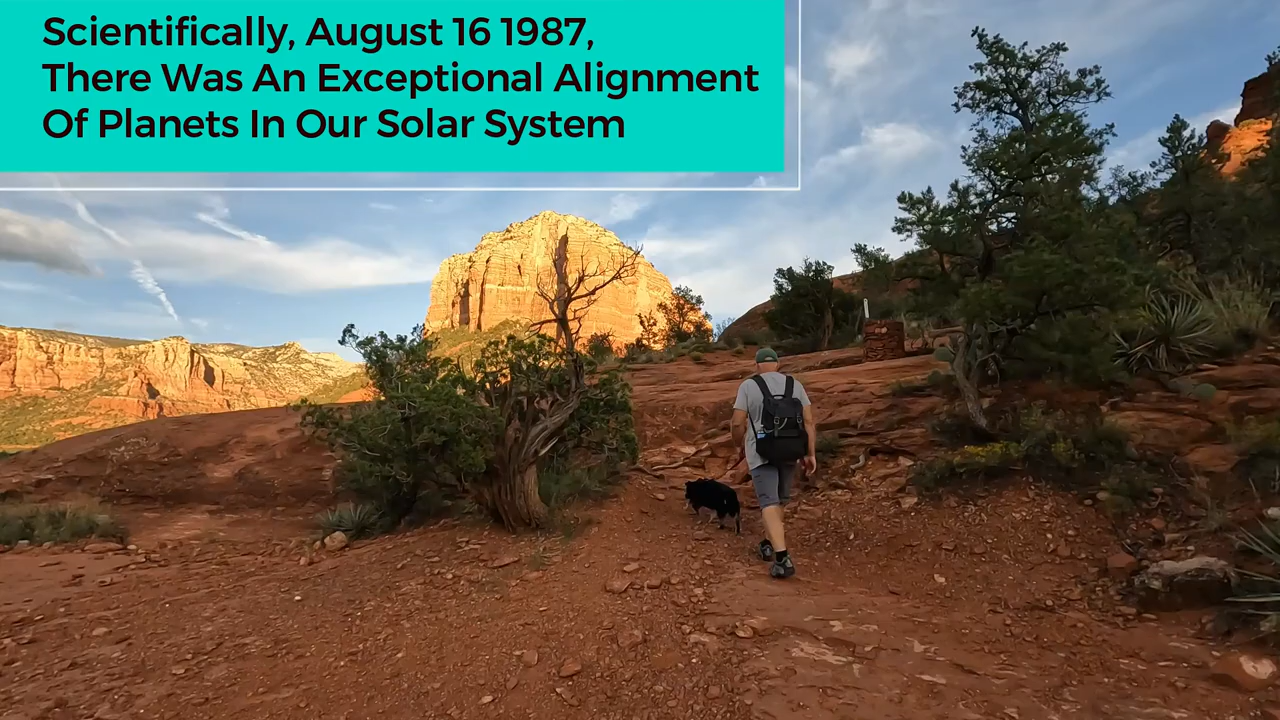 Scientifically, August 16 1987,
There Was An Exceptional Alignment
Of Planets In Our Solar System